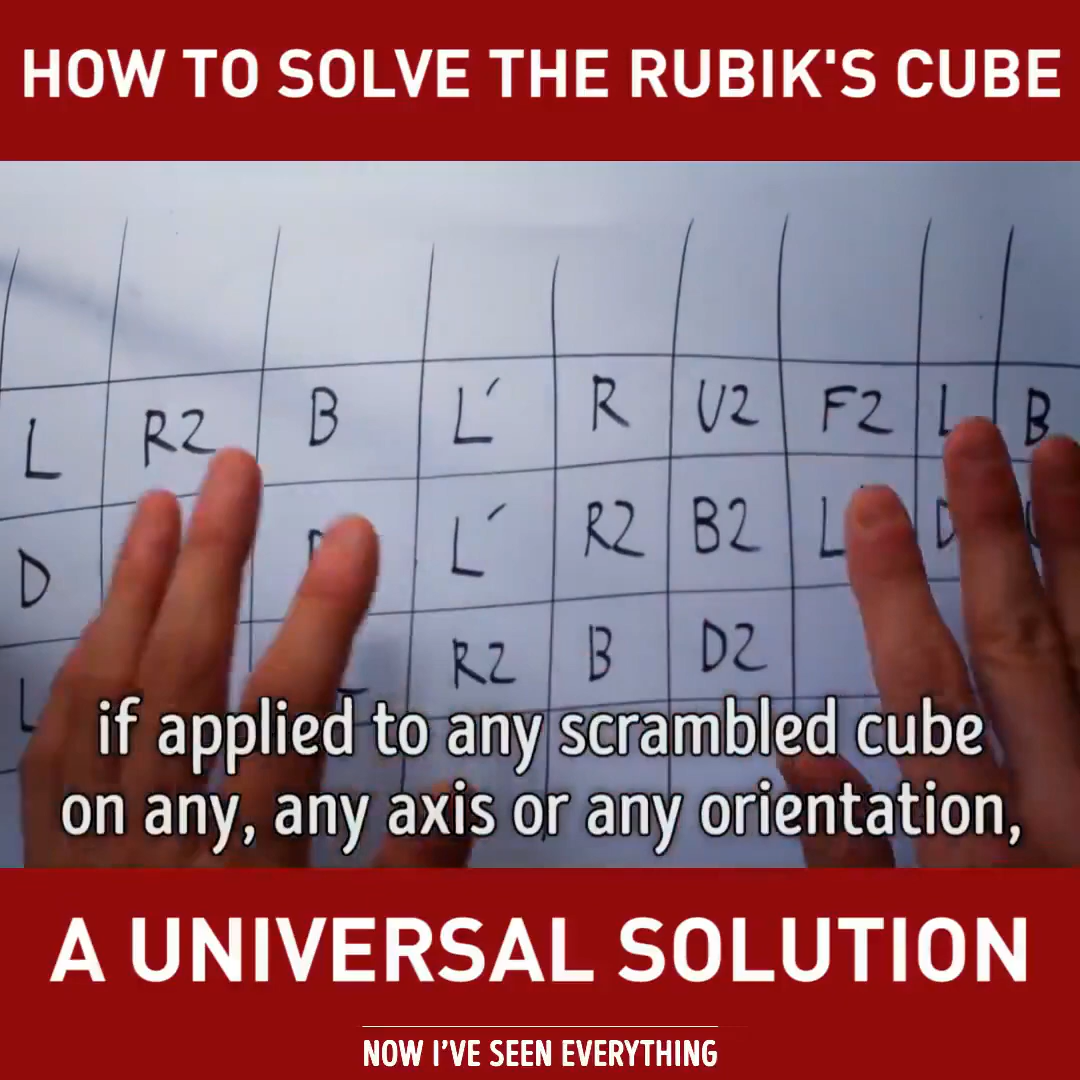 HOW TO SOLVE THE RUBIK'S CUBE
L R2 B L' R U2 F2 L B
D L' R2 B2 L D
L R2 B D2
if applied to any scrambled cube
on any, any axis or any orientation,
A UNIVERSAL SOLUTION
NOW I'VE SEEN EVERYTHING